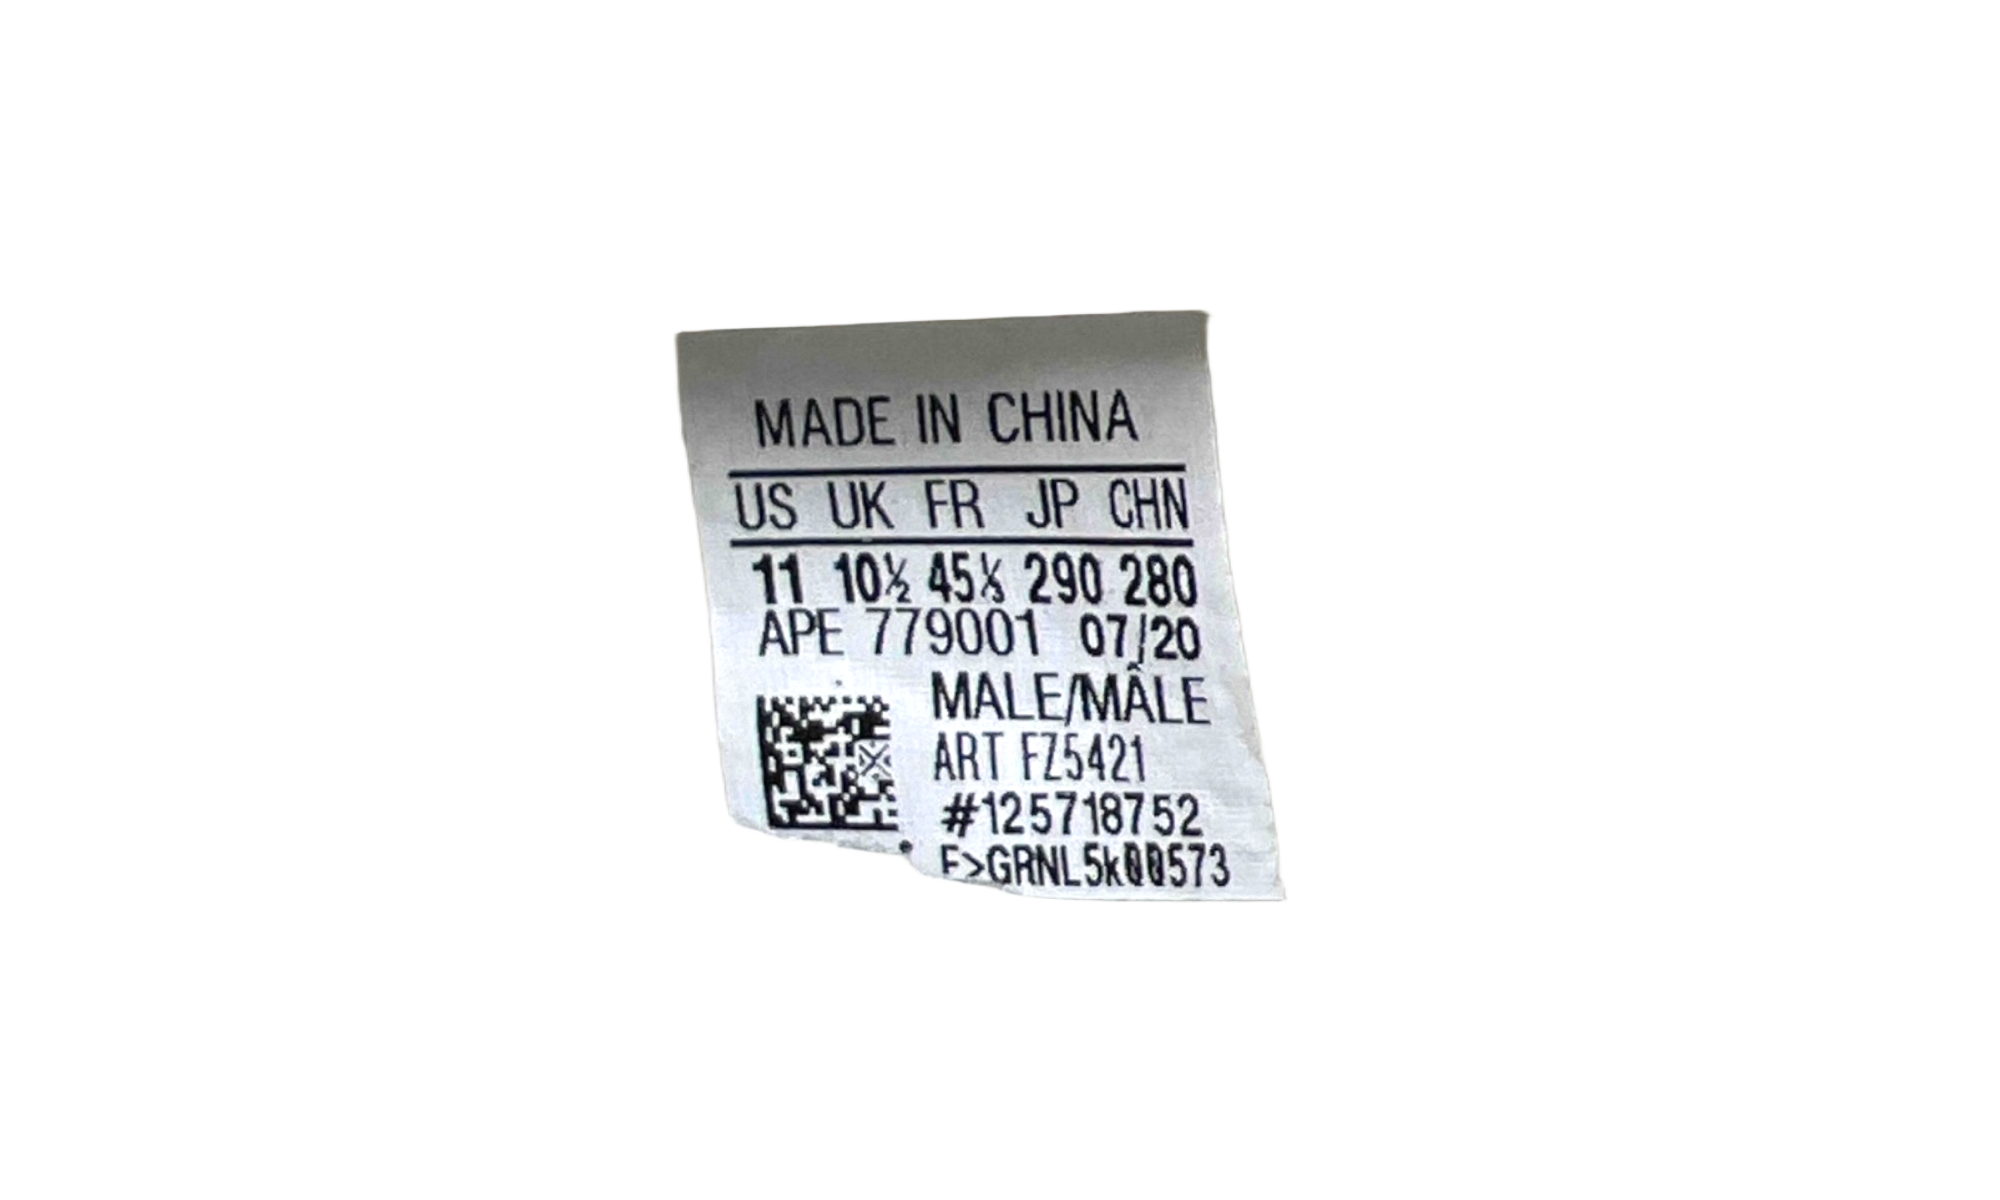 MADE IN CHINA
US UK FR JP CHN
11 10½ 45⅓ 290 280
APE 779001 07/20
MALE/MÂLE
ART FZ5421
#125718752
F>GRNL5k00573